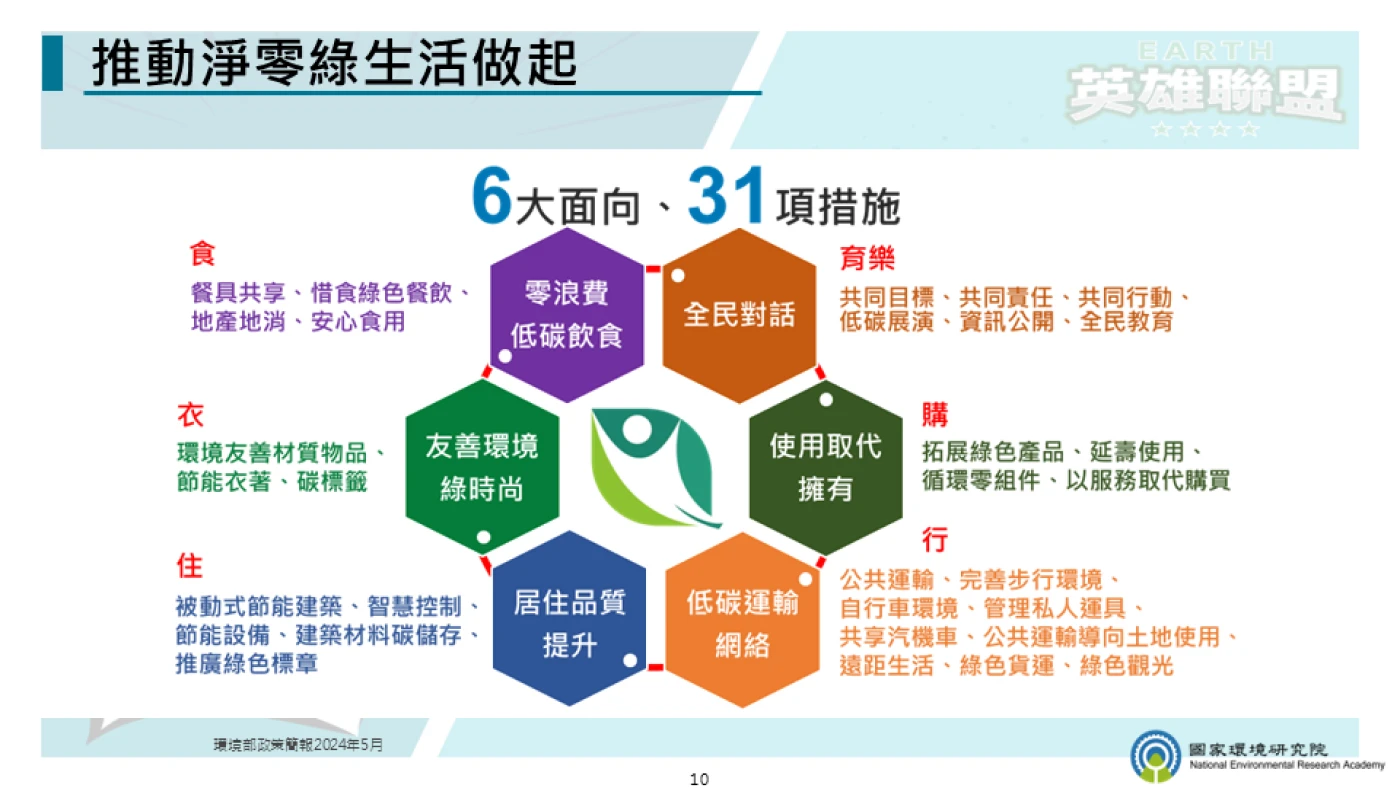 推動淨零綠生活做起
EARTH
英雄聯盟
6大面向、31項措施
食
餐具共享、惜食綠色餐飲、
地產地消、安心食用
零浪費
低碳飲食
全民對話
育樂
共同目標、共同責任、共同行動、
低碳展演、資訊公開、全民教育
衣
環境友善材質物品、
節能衣著、碳標籤
友善環境
綠時尚
使用取代
擁有
購
拓展綠色產品、延壽使用、
循環零組件、以服務取代購買
住
被動式節能建築、智慧控制、
節能設備、建築材料碳儲存、
推廣綠色標章
居住品質
提升
低碳運輸
網絡
行
公共運輸、完善步行環境、
自行車環境、管理私人運具、
共享汽機車、公共運輸導向土地使用、
遠距生活、綠色貨運、綠色觀光
環境部政策簡報2024年5月
國家環境研究院
National Environmental Research Academy
10